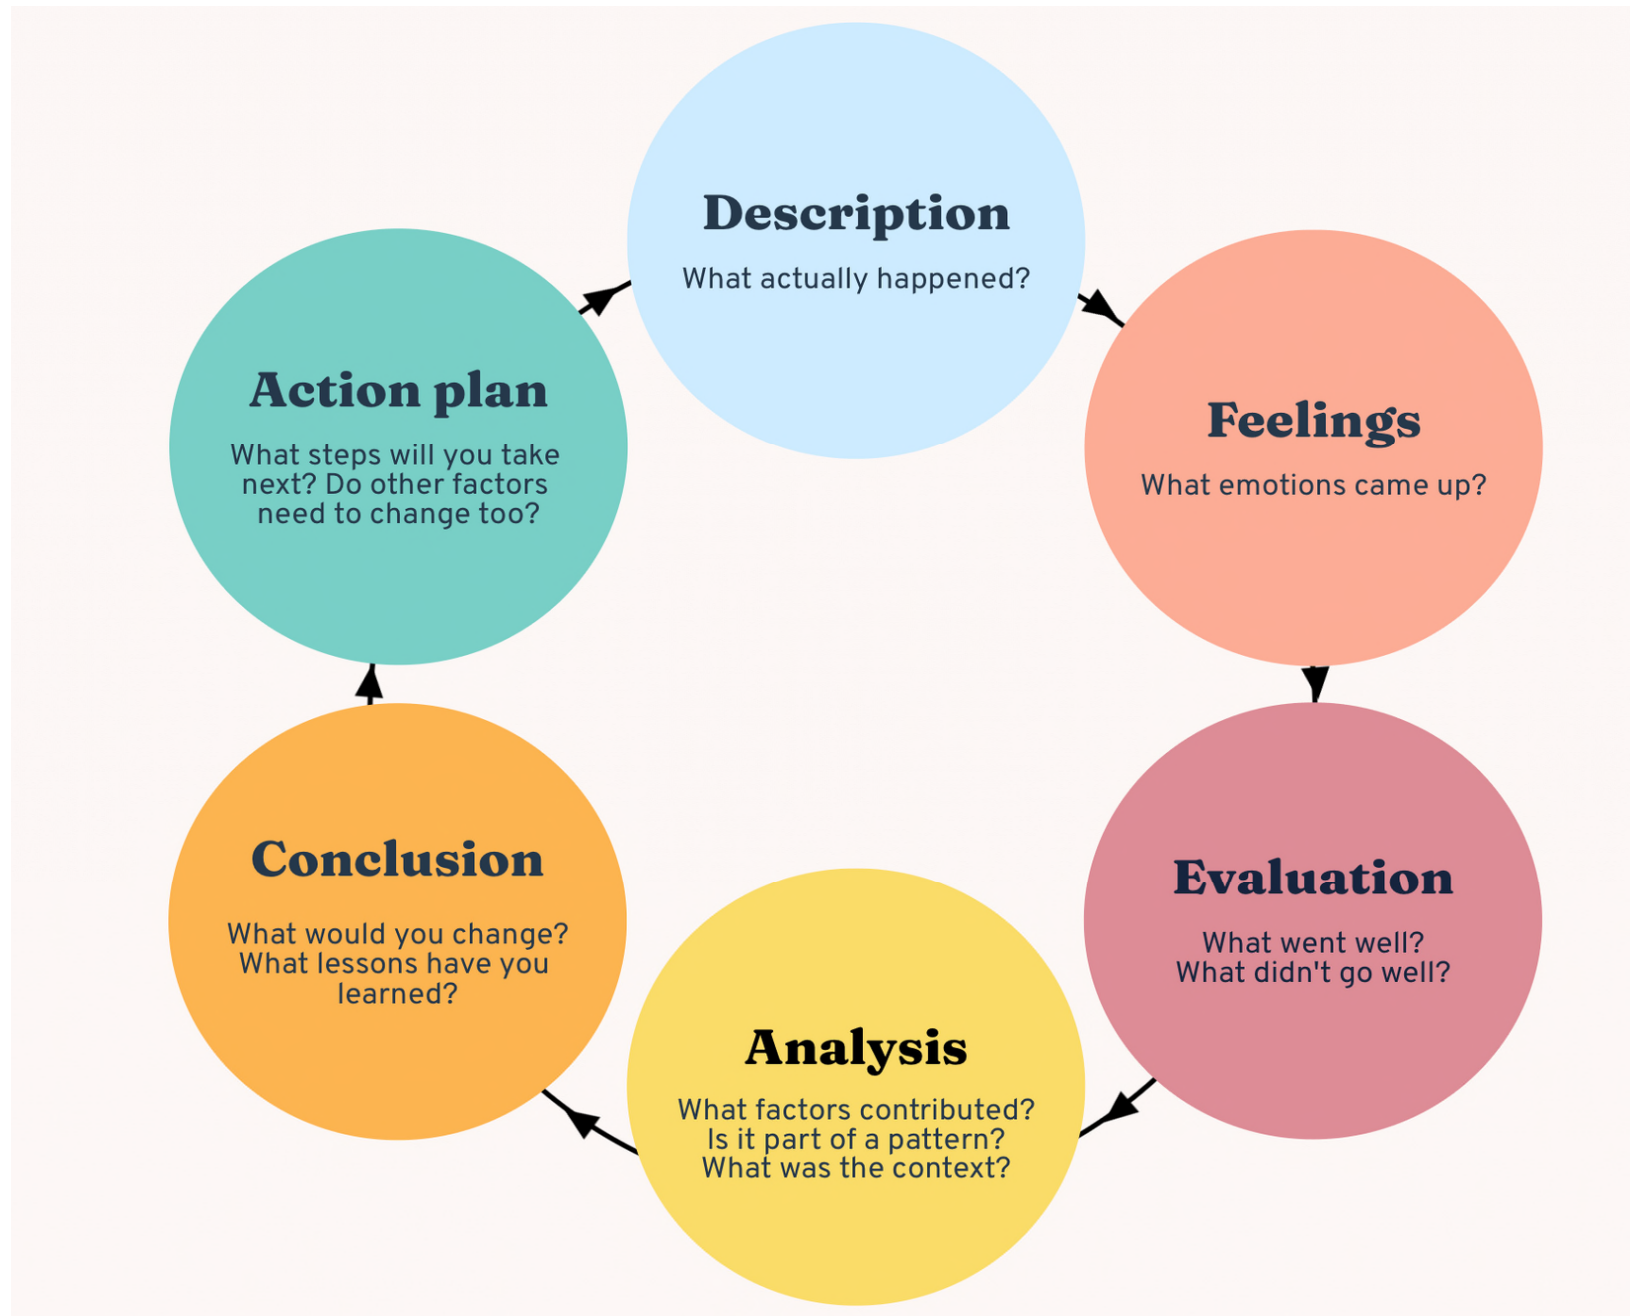 Description
What actually happened?
Feelings
What emotions came up?
Evaluation
What went well?
What didn't go well?
Analysis
What factors contributed?
Is it part of a pattern?
What was the context?
Conclusion
What would you change?
What lessons have you
learned?
Action plan
What steps will you take
next? Do other factors
need to change too?